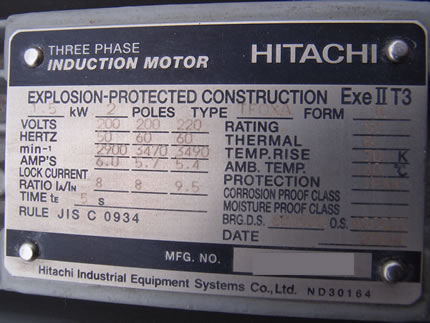 THREE PHASE
INDUCTION MOTOR
HITACHI
EXPLOSION-PROTECTED CONSTRUCTION Exe II T3
1.5 kW 2 POLES TYPE FORM
VOLTS 200 200 220 RATING
HERTZ 50 60 60 THERMAL
min-1 2900 3470 3490 TEMP.RISE K
AMP'S 6.0 5.7 5.4 AMB. TEMP. °C
LOCK CURRENT PROTECTION
RATIO IA/IN 8 8 9.5 CORROSION PROOF CLASS
TIME tE 5 s MOISTURE PROOF CLASS
RULE JIS C 0934 BRG.D.S. O.S.
DATE
MFG. NO.
Hitachi Industrial Equipment Systems Co.,Ltd. ND30164